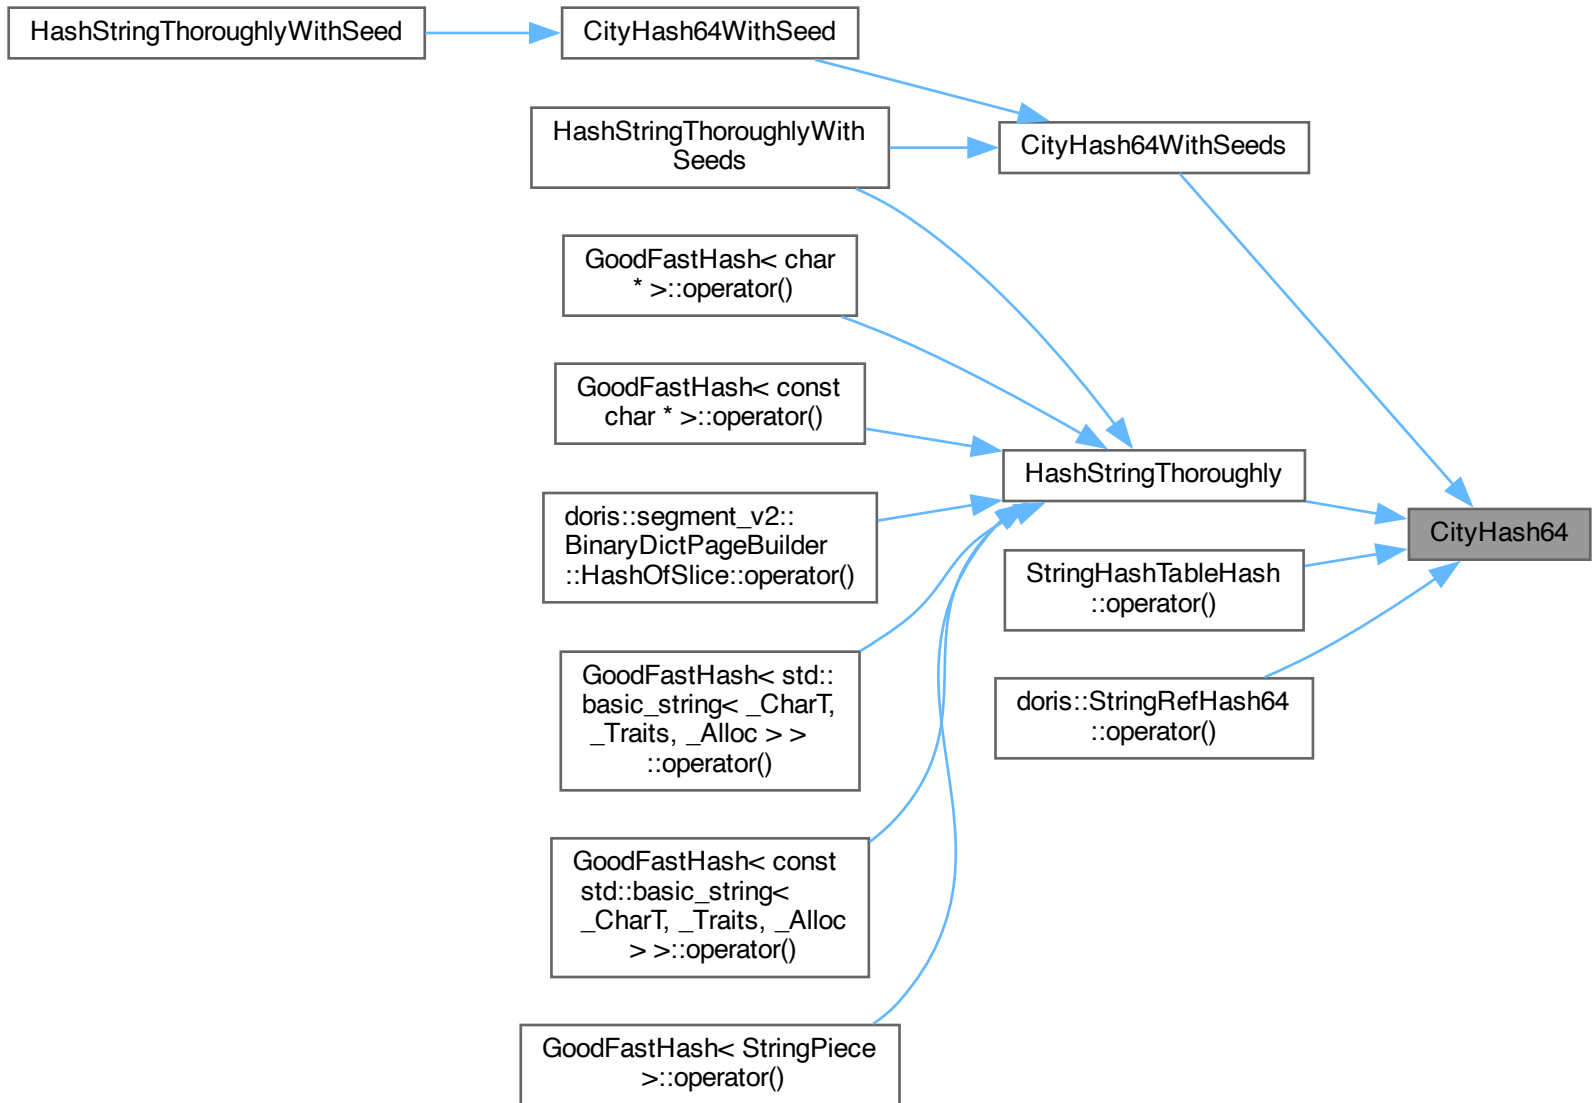 HashStringThoroughlyWithSeed
CityHash64WithSeed
HashStringThoroughlyWith
Seeds
CityHash64WithSeeds
GoodFastHash< char
* >::operator()
GoodFastHash< const
char * >::operator()
HashStringThoroughly
doris::segment_v2::
BinaryDictPageBuilder
::HashOfSlice::operator()
CityHash64
StringHashTableHash
::operator()
GoodFastHash< std::
basic_string< _CharT,
_Traits, _Alloc > >
::operator()
doris::StringRefHash64
::operator()
GoodFastHash< const
std::basic_string<
_CharT, _Traits, _Alloc
> >::operator()
GoodFastHash< StringPiece
>::operator()